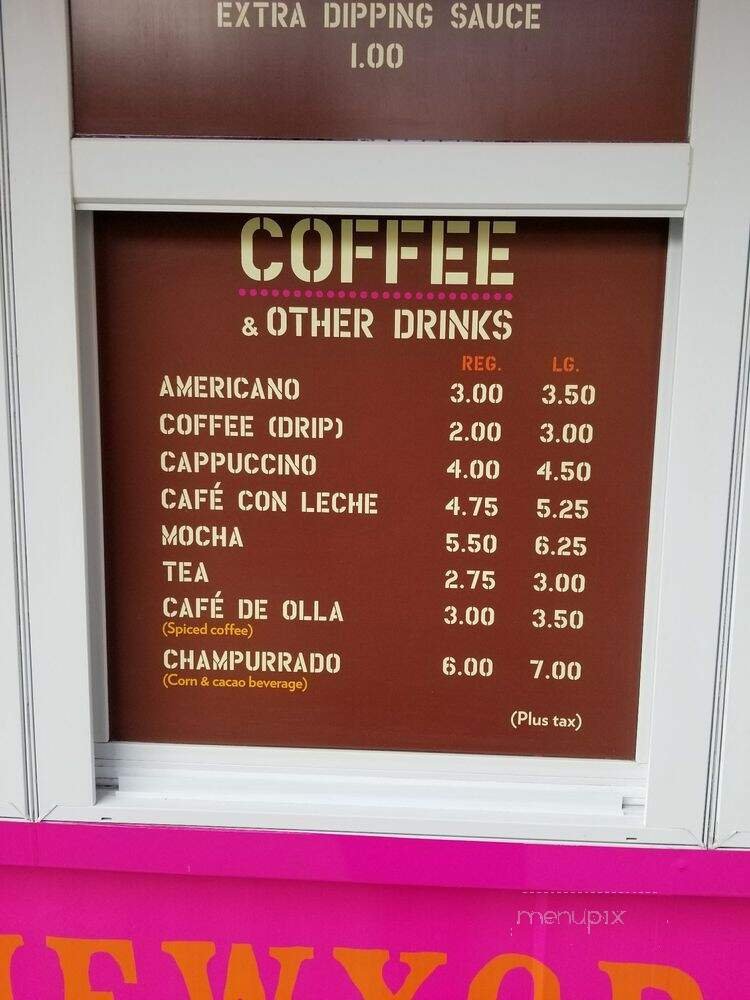 EXTRA DIPPING SAUCE
1.00
COFFEE
& OTHER DRINKS
REG. LG.
AMERICANO 3.00 3.50
COFFEE (DRIP) 2.00 3.00
CAPPUCCINO 4.00 4.50
CAFÉ CON LECHE 4.75 5.25
MOCHA 5.50 6.25
TEA 2.75 3.00
CAFÉ DE OLLA 3.00 3.50
(Spiced coffee)
CHAMPURRADO 6.00 7.00
(Corn & cacao beverage)
(Plus tax)
menupix